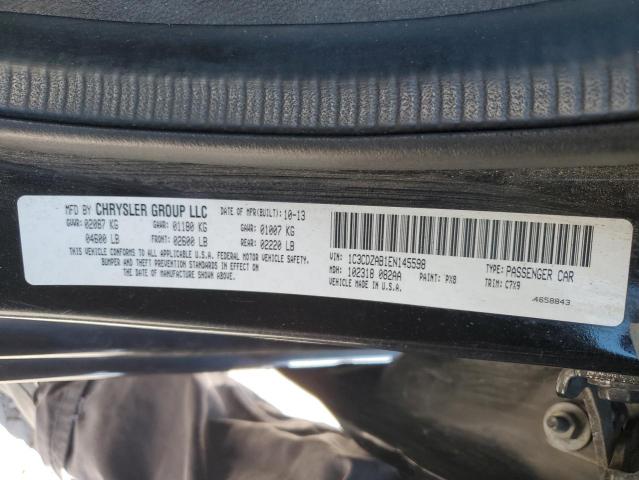 MFD BY CHRYSLER GROUP LLC DATE OF MFR(BUILT): 10-13
GVWR: 02087 KG GAWR: 01180 KG GAWR: 01007 KG
04600 LB FRONT: 02600 LB REAR: 02220 LB
THIS VEHICLE CONFORMS TO ALL APPLICABLE U.S.A. FEDERAL MOTOR VEHICLE SAFETY,
BUMPER AND THEFT PREVENTION STANDARDS IN EFFECT ON
THE DATE OF MANUFACTURE SHOWN ABOVE.
VIN: 1C3CDZAB1EN145598 TYPE: PASSENGER CAR
MDH: 102318 082AA PAINT: PX8 TRIM: C7X9
VEHICLE MADE IN U.S.A.
4658843